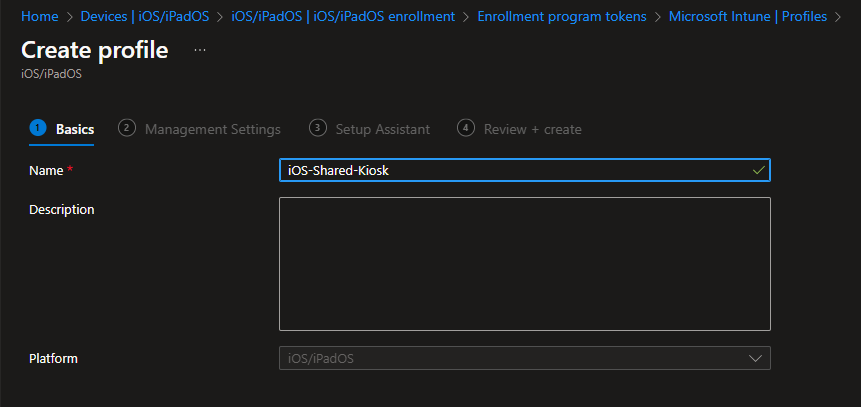 Home > Devices | iOS/iPadOS > iOS/iPadOS | iOS/iPadOS enrollment > Enrollment program tokens > Microsoft Intune | Profiles >
Create profile ...
iOS/iPadOS
1 Basics 2 Management Settings 3 Setup Assistant 4 Review + create
Name * iOS-Shared-Kiosk
Description
Platform iOS/iPadOS